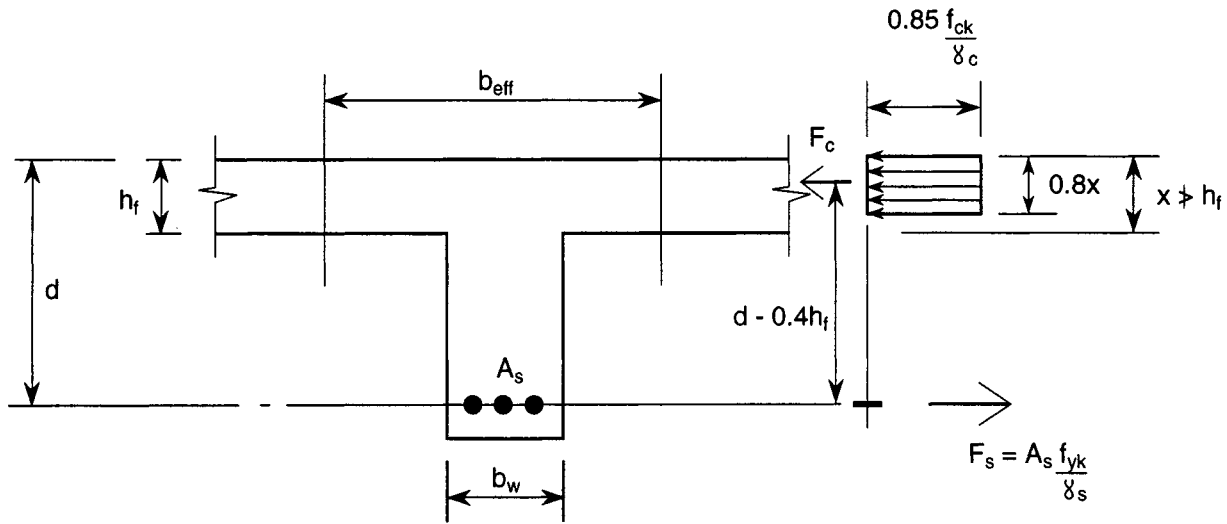 0.85 f_ck/γ_c
b_eff
F_c
h_f
0.8x
x ≯ h_f
d
d - 0.4h_f
A_s
F_s = A_s f_yk/γ_s
b_w